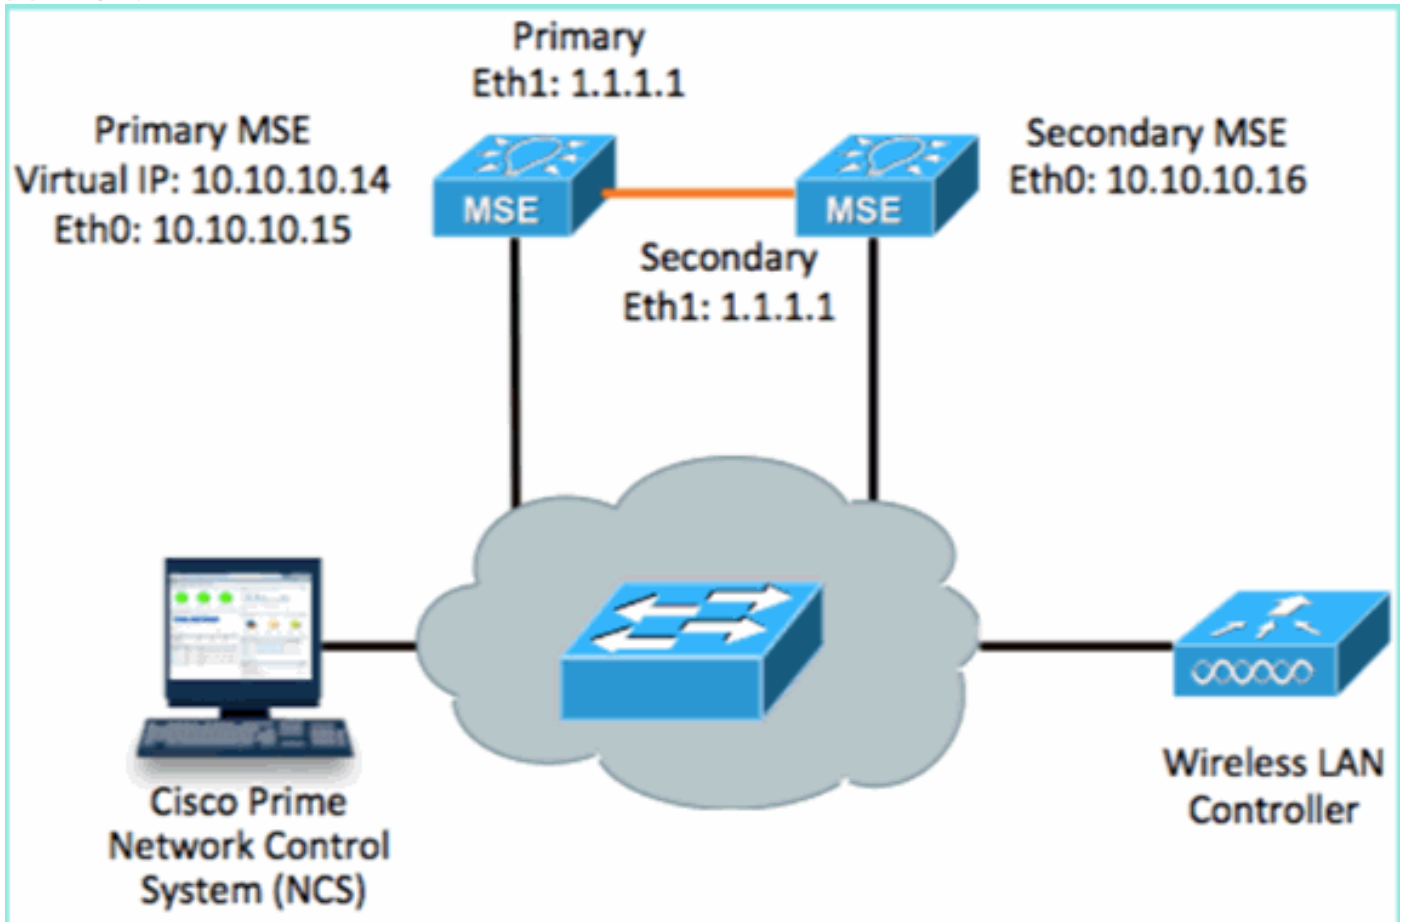 Primary
Eth1: 1.1.1.1
Primary MSE
Virtual IP: 10.10.10.14
Eth0: 10.10.10.15
MSE
MSE
Secondary MSE
Eth0: 10.10.10.16
Secondary
Eth1: 1.1.1.1
Cisco Prime
Network Control
System (NCS)
Wireless LAN
Controller